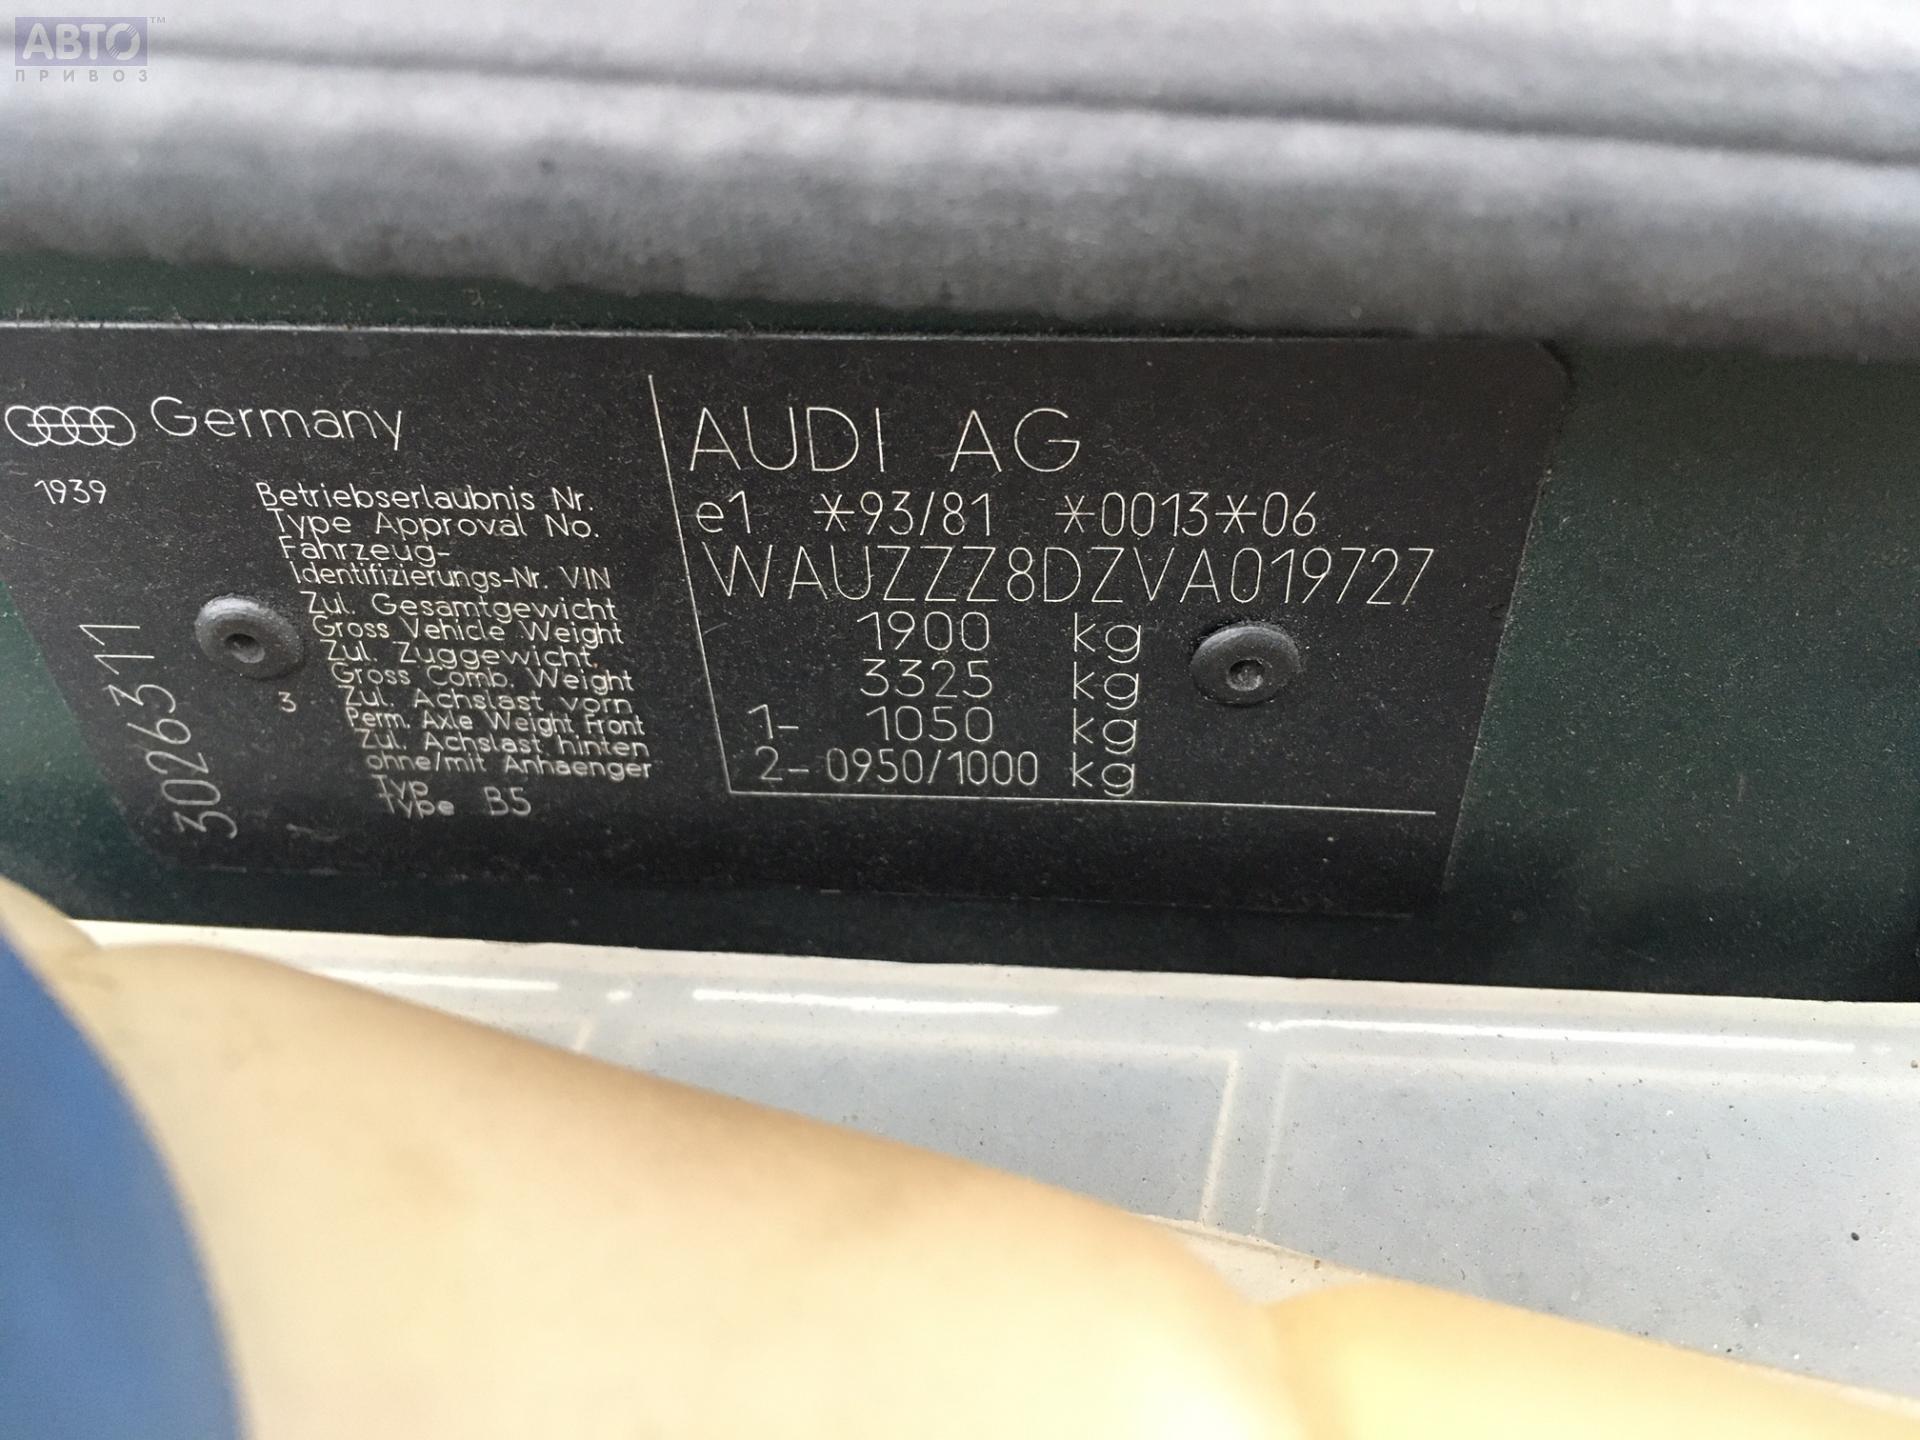 АВТО™
ПРИВОЗ
Germany
1939
Betriebserlaubnis Nr.
Type Approval No.
Fahrzeug-
Identifizierungs-Nr. VIN
Zul. Gesamtgewicht
Gross Vehicle Weight
Zul. Zuggewicht.
Gross Comb. Weight
3 Zul. Achslast vorn
Perm. Axle Weight Front
Zul. Achslast hinten
ohne/mit Anhaenger
Typ
Type B5
3026311
AUDI AG
e1 *93/81 *0013*06
WAUZZZ8DZVA019727
1900 kg
3325 kg
1- 1050 kg
2- 0950/1000 kg